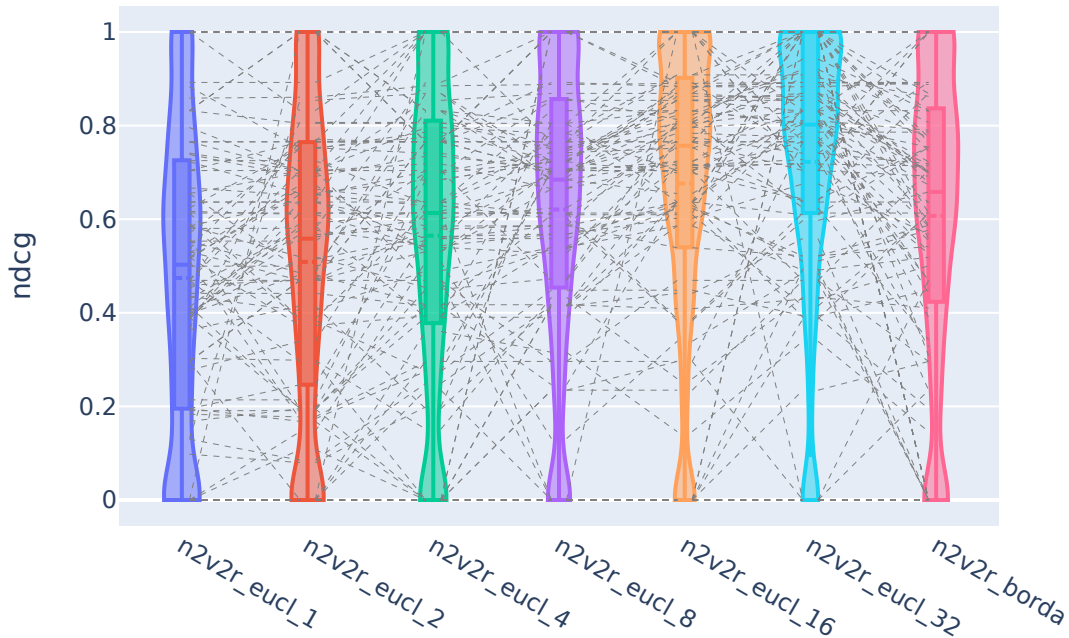 1
0.8
0.6
0.4
0.2
0
ndcg
n2v2r_eucl_1
n2v2r_eucl_2
n2v2r_eucl_4
n2v2r_eucl_8
n2v2r_eucl_16
n2v2r_eucl_32
n2v2r_borda